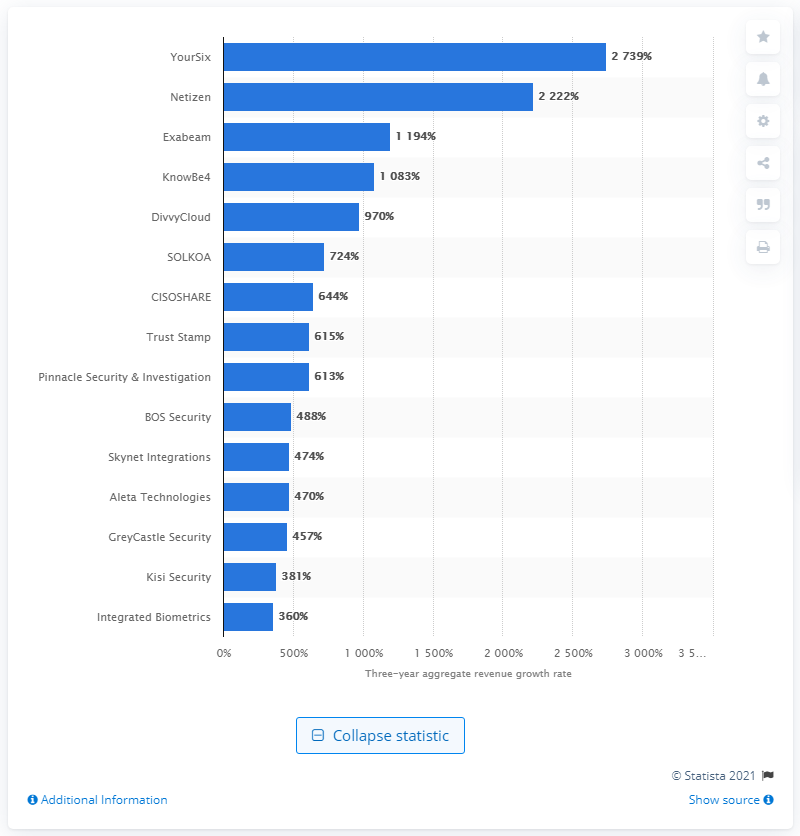 YourSix 2 739%
Netizen 2 222%
Exabeam 1 194%
KnowBe4 1 083%
DivvyCloud 970%
SOLKOA 724%
CISOSHARE 644%
Trust Stamp 615%
Pinnacle Security & Investigation 613%
BOS Security 488%
Skynet Integrations 474%
Aleta Technologies 470%
GreyCastle Security 457%
Kisi Security 381%
Integrated Biometrics 360%
0% 500% 1 000% 1 500% 2 000% 2 500% 3 000% 3 5...
Three-year aggregate revenue growth rate
Collapse statistic
© Statista 2021
Additional Information Show source